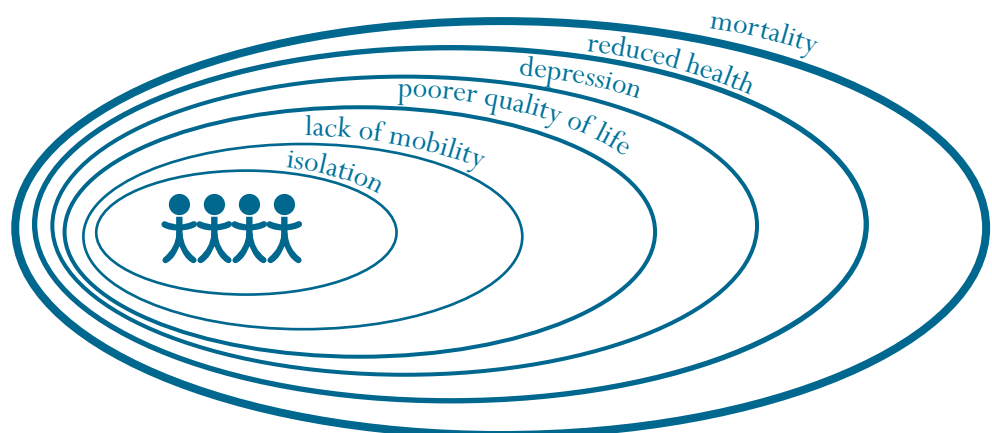 mortality
reduced health
depression
poorer quality of life
lack of mobility
isolation